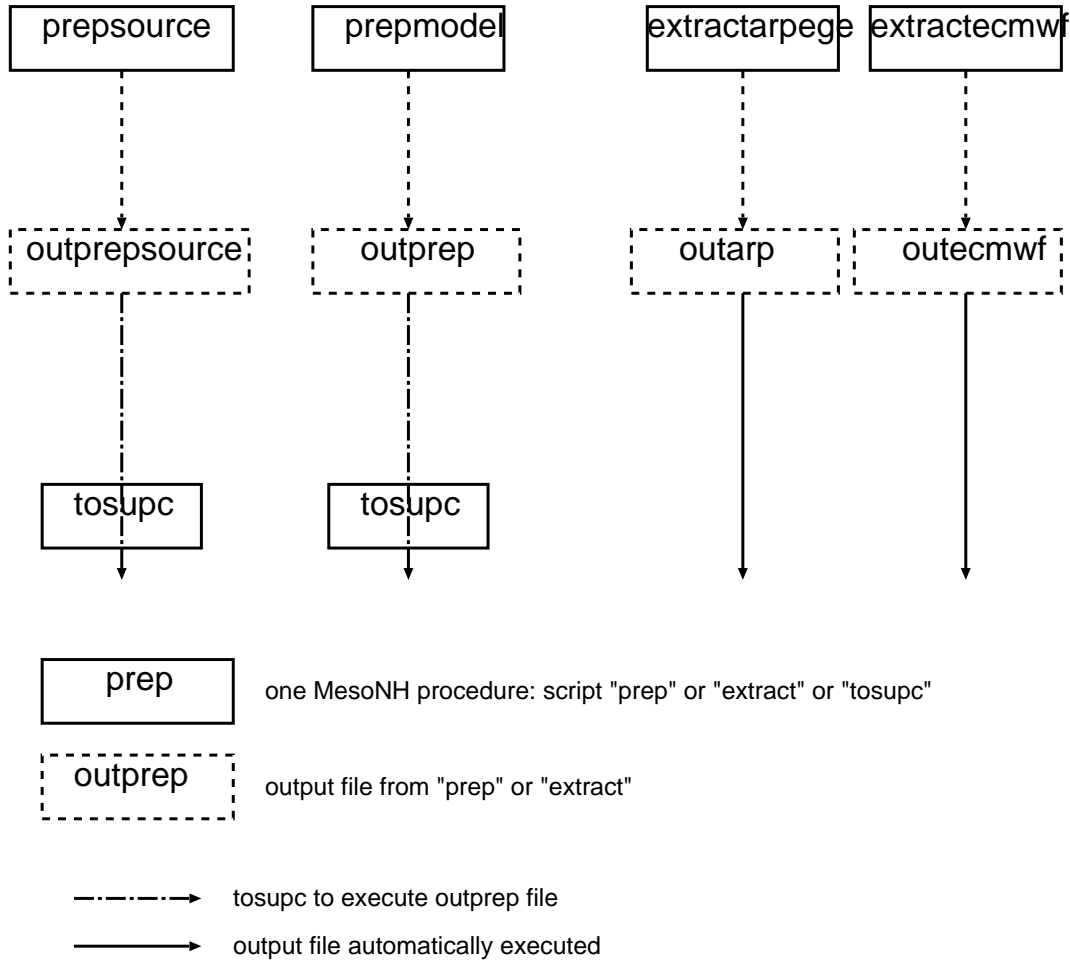 prepsource
prepmodel
extractarpege
extractecmwf
outprepsource
outprep
outarp
outecmwf
tosupc
tosupc
prep
one MesoNH procedure: script "prep" or "extract" or "tosupc"
outprep
output file from "prep" or "extract"
tosupc to execute outprep file
output file automatically executed